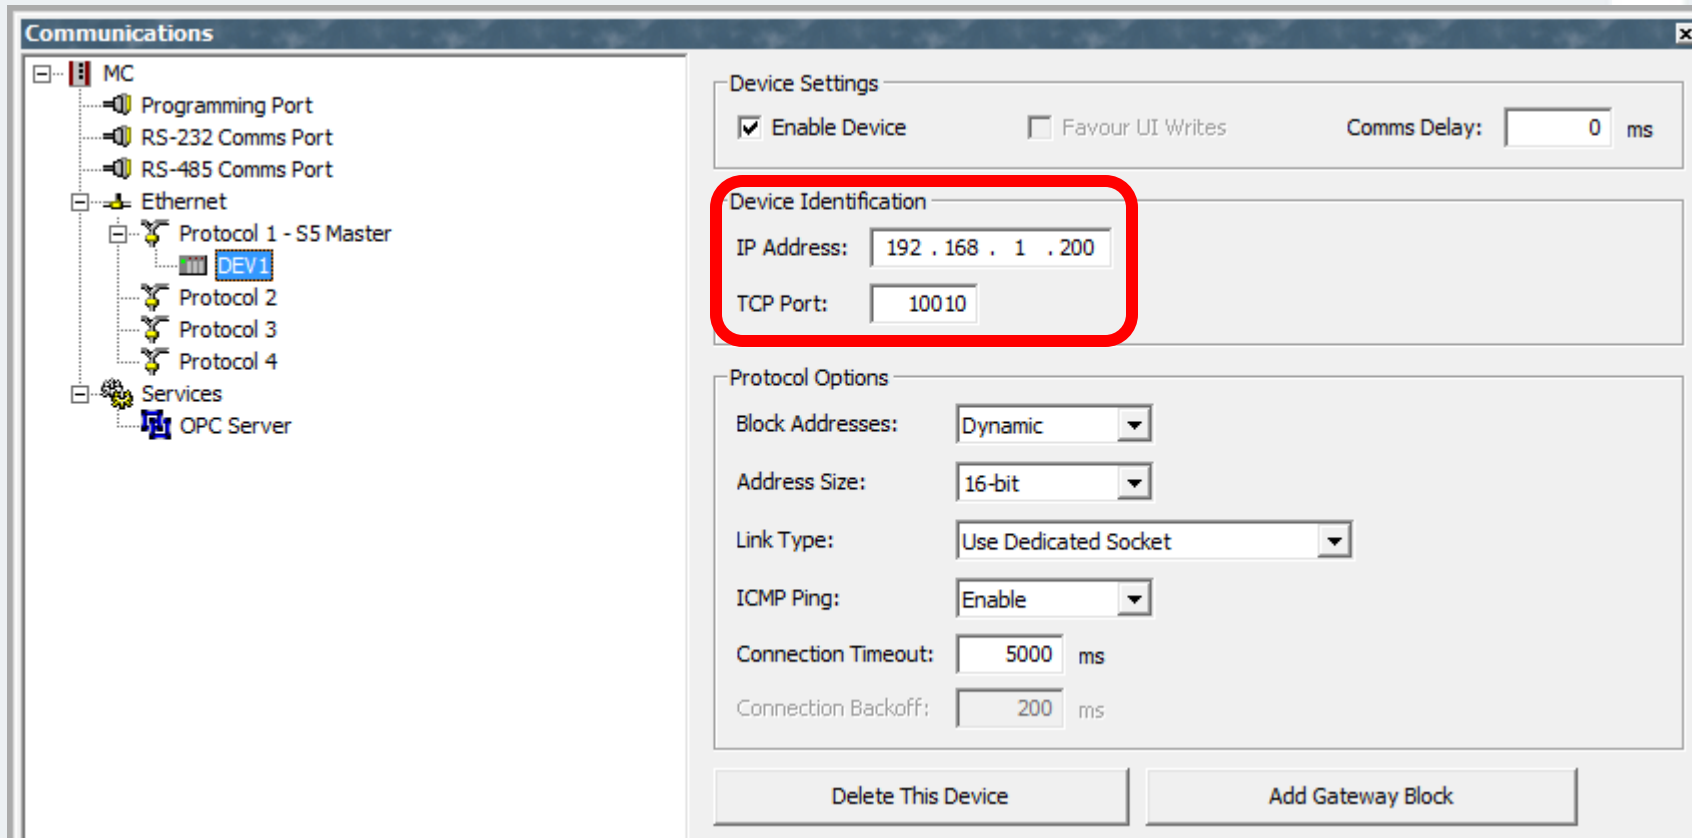 Communications
MC
Programming Port
RS-232 Comms Port
RS-485 Comms Port
Ethernet
Protocol 1 - S5 Master
DEV1
Protocol 2
Protocol 3
Protocol 4
Services
OPC Server
Device Settings
Enable Device Favour UI Writes Comms Delay: 0 ms
Device Identification
IP Address: 192 . 168 . 1 . 200
TCP Port: 10010
Protocol Options
Block Addresses: Dynamic
Address Size: 16-bit
Link Type: Use Dedicated Socket
ICMP Ping: Enable
Connection Timeout: 5000 ms
Connection Backoff: 200 ms
Delete This Device Add Gateway Block